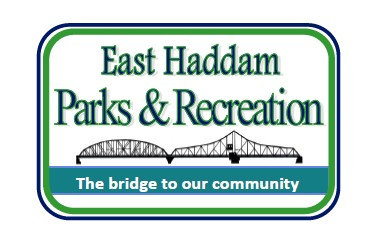 East Haddam
Parks & Recreation
The bridge to our community